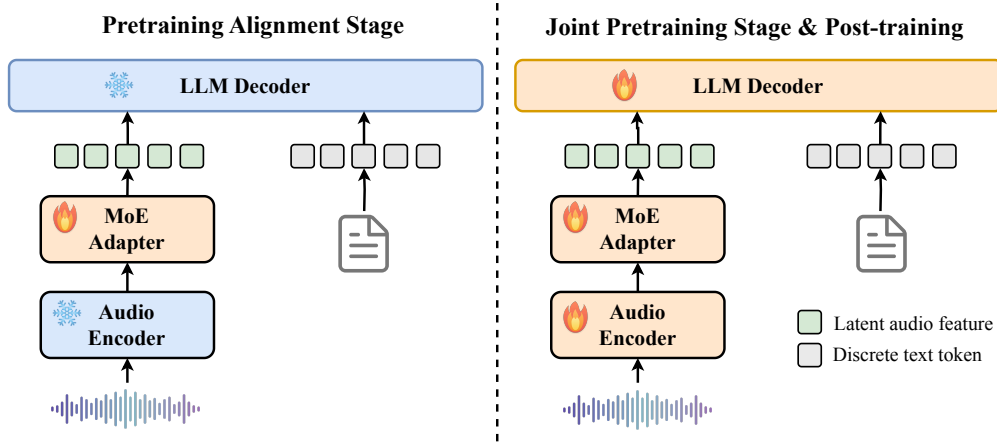 Pretraining Alignment Stage
LLM Decoder
MoE
Adapter
Audio
Encoder
Joint Pretraining Stage & Post-training
LLM Decoder
MoE
Adapter
Audio
Encoder
Latent audio feature
Discrete text token